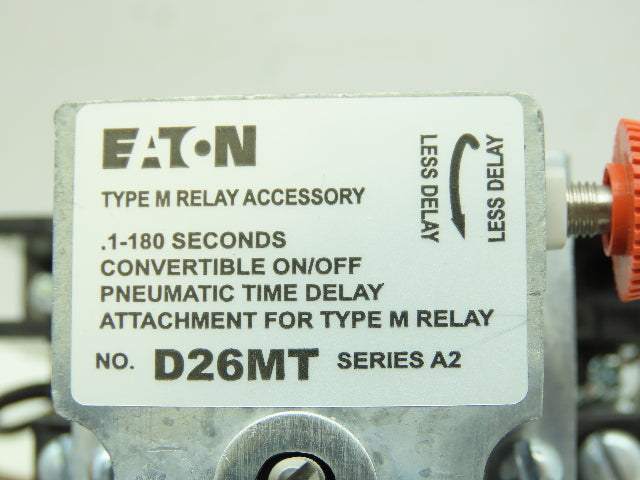 EATON
TYPE M RELAY ACCESSORY
.1-180 SECONDS
CONVERTIBLE ON/OFF
PNEUMATIC TIME DELAY
ATTACHMENT FOR TYPE M RELAY
NO. D26MT SERIES A2
LESS DELAY
LESS DELAY